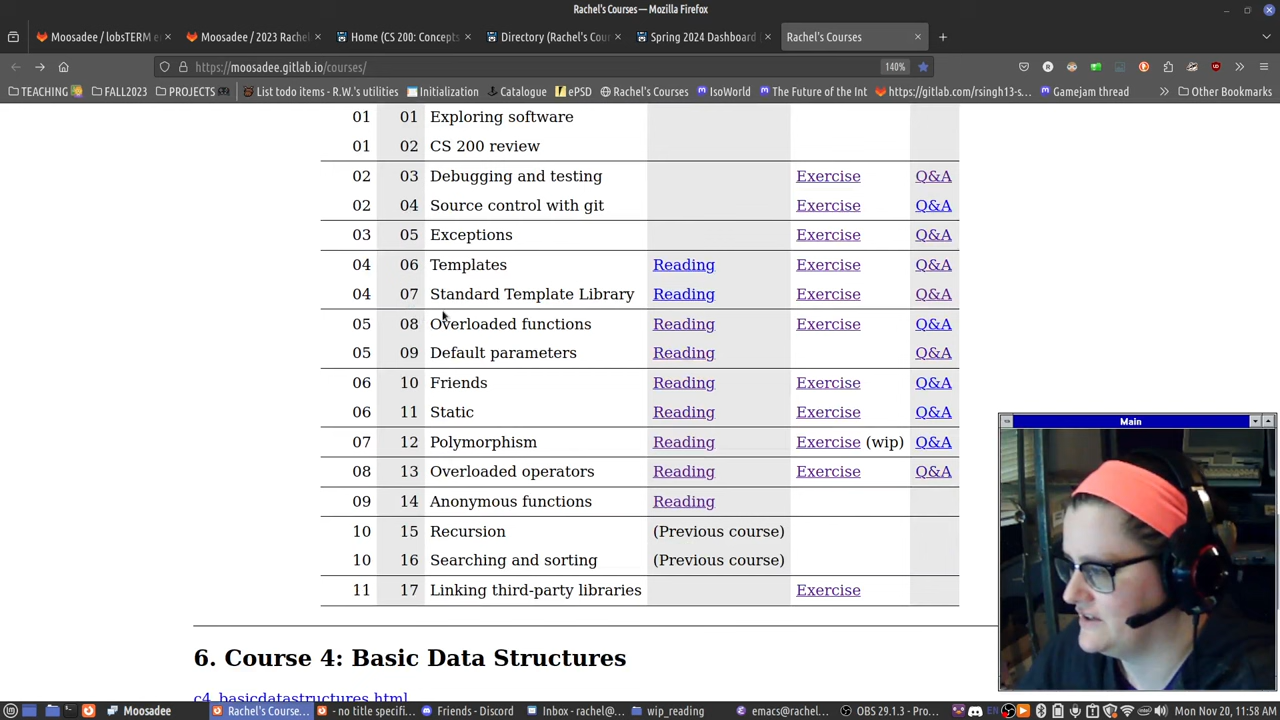 Rachel's Courses — Mozilla Firefox
Moosadee / lobsTERM e
Moosadee / 2023 Rachel
Home (CS 200: Concepts
Directory (Rachel's Cou
Spring 2024 Dashboard
Rachel's Courses
https://moosadee.gitlab.io/courses/
140%
TEACHING
FALL2023
PROJECTS
List todo items - R.W.'s utilities
Initialization
Catalogue
ePSD
Rachel's Courses
IsoWorld
The Future of the Int
https://gitlab.com/rsingh13-s
Gamejam thread
Other Bookmarks
01 01 Exploring software
01 02 CS 200 review
02 03 Debugging and testing Exercise Q&A
02 04 Source control with git Exercise Q&A
03 05 Exceptions Exercise Q&A
04 06 Templates Reading Exercise Q&A
04 07 Standard Template Library Reading Exercise Q&A
05 08 Overloaded functions Reading Exercise Q&A
05 09 Default parameters Reading Q&A
06 10 Friends Reading Exercise Q&A
06 11 Static Reading Exercise Q&A
07 12 Polymorphism Reading Exercise (wip) Q&A
08 13 Overloaded operators Reading Exercise Q&A
09 14 Anonymous functions Reading
10 15 Recursion (Previous course)
10 16 Searching and sorting (Previous course)
11 17 Linking third-party libraries Exercise
6. Course 4: Basic Data Structures
c4_basicdatastructures.html
Main
Moosadee
Rachel's Course...
- no title specifi...
Friends - Discord
Inbox - rachel@...
wip_reading
emacs@rachel...
OBS 29.1.3 - Pro...
EN
Mon Nov 20, 11:58 AM